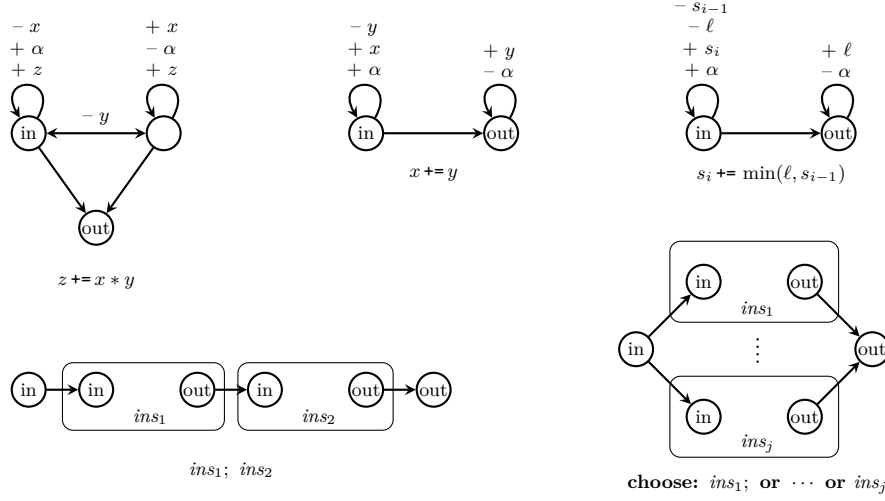 – x
+ α
+ z
+ x
– α
+ z
in
– y
out
z += x ∗ y
– y
+ x
+ α
+ y
– α
in
out
x += y
– s_{i−1}
– ℓ
+ s_i
+ α
+ ℓ
– α
in
out
s_i += min(ℓ, s_{i−1})
in
in
out
ins_1
in
out
ins_2
out
ins_1; ins_2
in
in
out
ins_1
⋮
in
out
ins_j
out
choose: ins_1; or ⋯ or ins_j